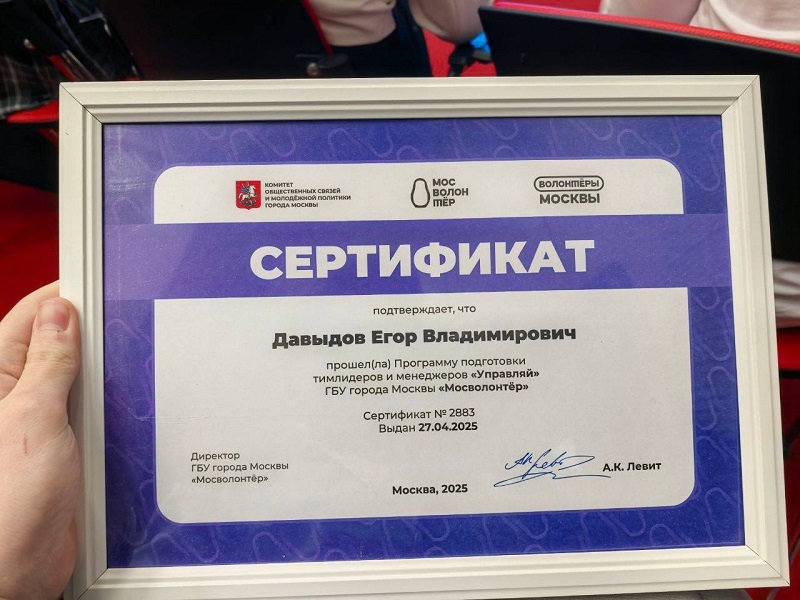 КОМИТЕТ
ОБЩЕСТВЕННЫХ СВЯЗЕЙ
И МОЛОДЁЖНОЙ ПОЛИТИКИ
ГОРОДА МОСКВЫ
МОС
ВОЛОН
ТЁР
ВОЛОНТЁРЫ
МОСКВЫ
СЕРТИФИКАТ
подтверждает, что
Давыдов Егор Владимирович
прошел(ла) Программу подготовки
тимлидеров и менеджеров «Управляй»
ГБУ города Москвы «Мосволонтёр»
Сертификат № 2883
Выдан 27.04.2025
Директор
ГБУ города Москвы
«Мосволонтёр»
А.К. Левит
Москва, 2025